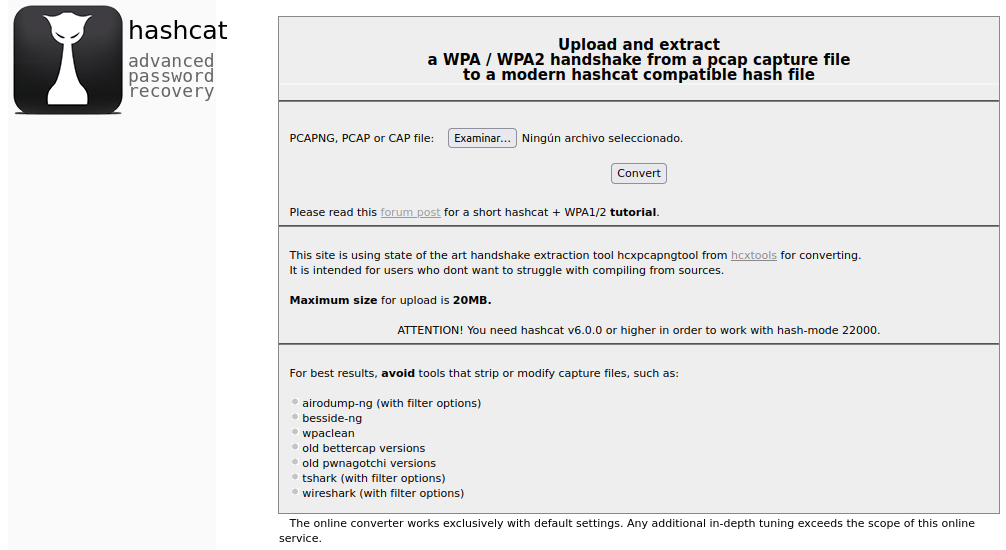 hashcat
advanced
password
recovery
Upload and extract
a WPA / WPA2 handshake from a pcap capture file
to a modern hashcat compatible hash file
PCAPNG, PCAP or CAP file: Examinar... Ningún archivo seleccionado.
Convert
Please read this forum post for a short hashcat + WPA1/2 tutorial.
This site is using state of the art handshake extraction tool hcxpcapngtool from hcxtools for converting.
It is intended for users who dont want to struggle with compiling from sources.
Maximum size for upload is 20MB.
ATTENTION! You need hashcat v6.0.0 or higher in order to work with hash-mode 22000.
For best results, avoid tools that strip or modify capture files, such as:
airodump-ng (with filter options)
besside-ng
wpaclean
old bettercap versions
old pwnagotchi versions
tshark (with filter options)
wireshark (with filter options)
The online converter works exclusively with default settings. Any additional in-depth tuning exceeds the scope of this online
service.